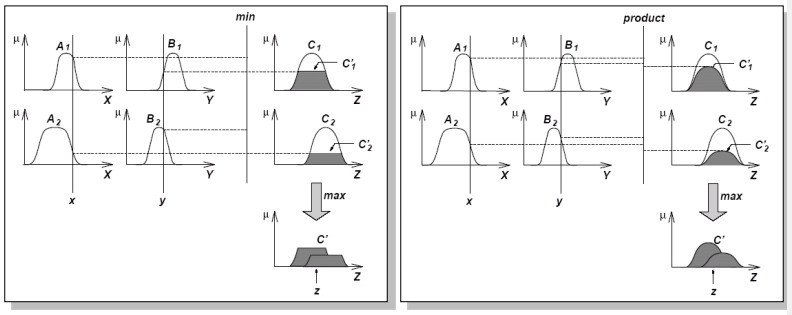 min
μ A1 X
μ B1 Y
μ C1 C'1 Z
μ A2 X
μ B2 Y
μ C2 C'2 Z
x y
max
μ C' Z
z
product
μ A1 X
μ B1 Y
μ C1 C'1 Z
μ A2 X
μ B2 Y
μ C2 C'2 Z
x y
max
μ C' Z
z